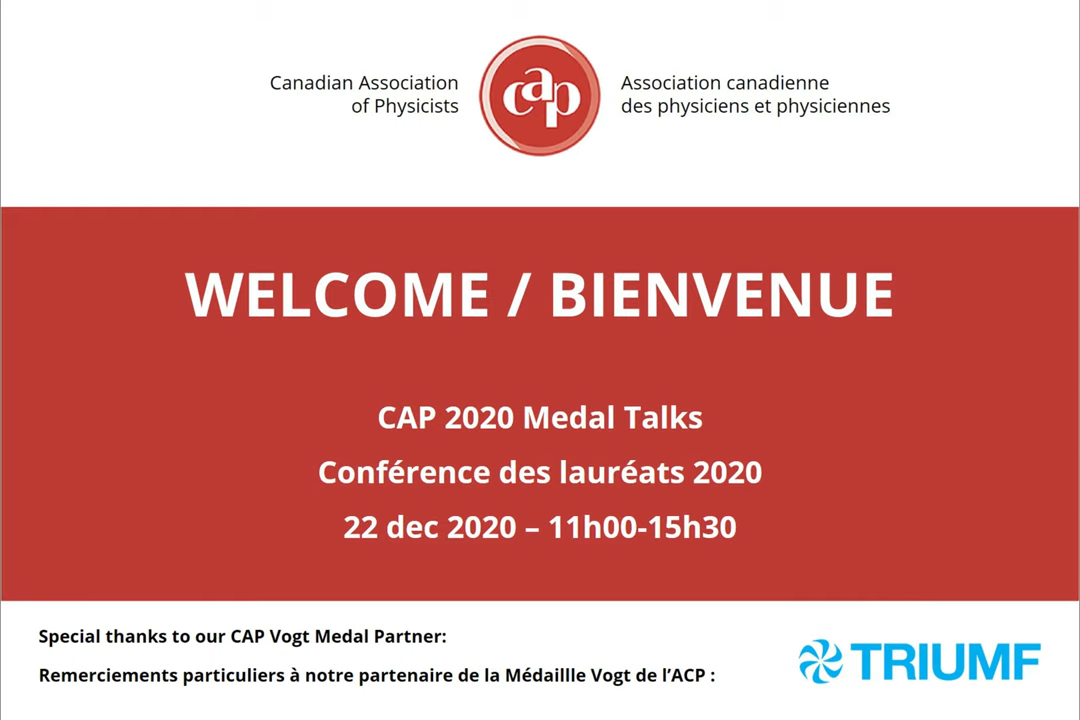 Canadian Association
of Physicists
cap
Association canadienne
des physiciens et physiciennes
WELCOME / BIENVENUE
CAP 2020 Medal Talks
Conférence des lauréats 2020
22 dec 2020 – 11h00-15h30
Special thanks to our CAP Vogt Medal Partner:
Remerciements particuliers à notre partenaire de la Médaillle Vogt de l’ACP :
TRIUMF